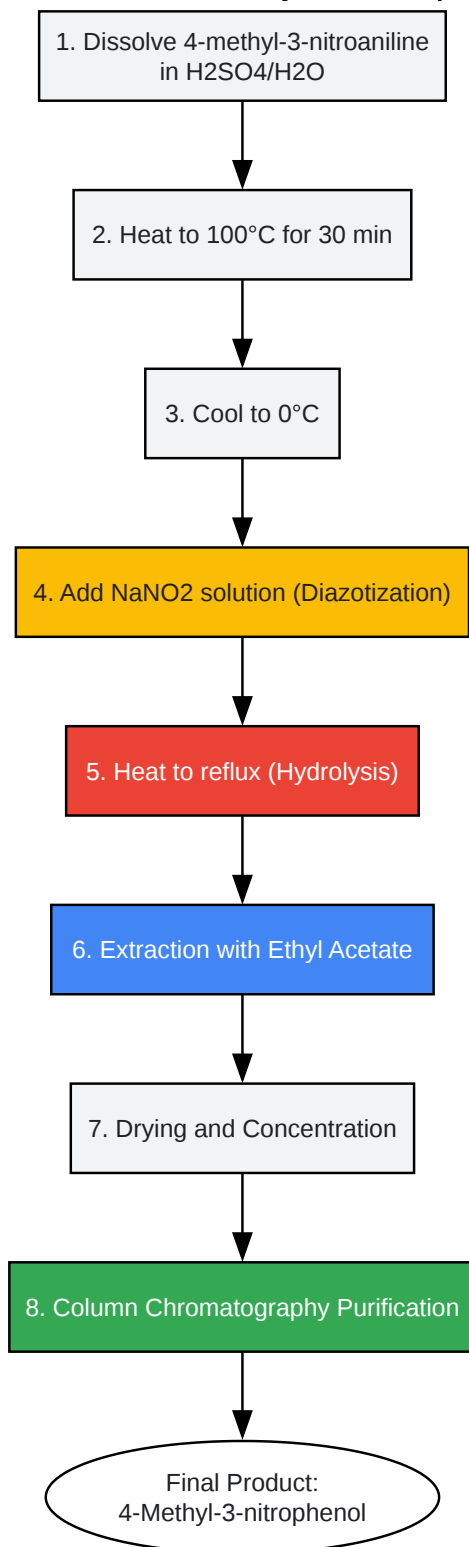 1. Dissolve 4-methyl-3-nitroaniline
in H2SO4/H2O
2. Heat to 100°C for 30 min
3. Cool to 0°C
4. Add NaNO2 solution (Diazotization)
5. Heat to reflux (Hydrolysis)
6. Extraction with Ethyl Acetate
7. Drying and Concentration
8. Column Chromatography Purification
Final Product:
4-Methyl-3-nitrophenol